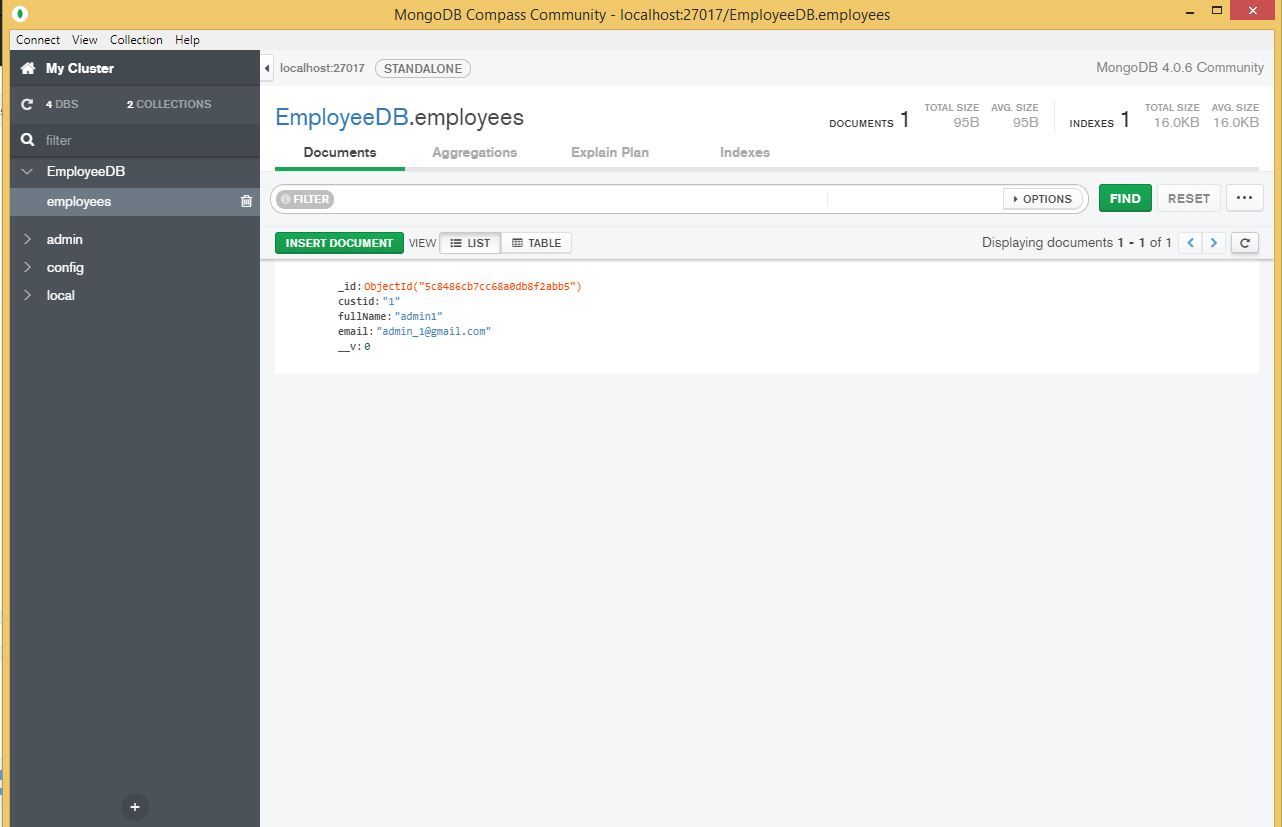 MongoDB Compass Community - localhost:27017/EmployeeDB.employees
Connect View Collection Help
My Cluster
localhost:27017 STANDALONE
MongoDB 4.0.6 Community
4 DBS 2 COLLECTIONS
filter
EmployeeDB
employees
admin
config
local
+
EmployeeDB.employees
DOCUMENTS 1 TOTAL SIZE 95B AVG. SIZE 95B
INDEXES 1 TOTAL SIZE 16.0KB AVG. SIZE 16.0KB
Documents Aggregations Explain Plan Indexes
FILTER OPTIONS FIND RESET ...
INSERT DOCUMENT VIEW LIST TABLE Displaying documents 1 - 1 of 1
_id:ObjectId("5c8486cb7cc68a0db8f2abb5")
custid:"1"
fullName:"admin1"
email:"admin_1@gmail.com"
__v:0